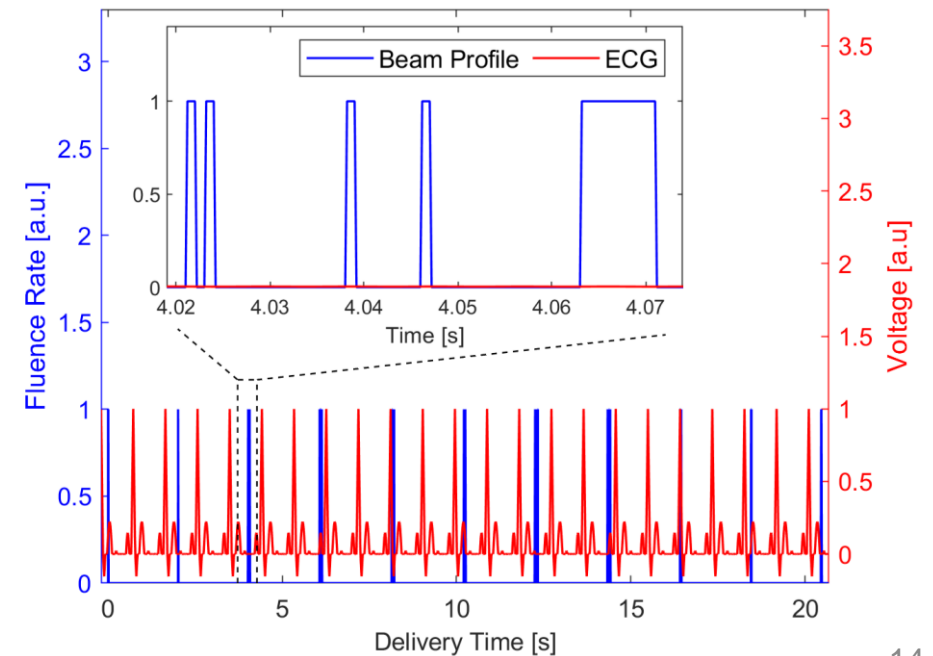 Beam Profile ECG
1
0.5
0
4.02 4.03 4.04 4.05 4.06 4.07
Time [s]
Fluence Rate [a.u.]
3
2.5
2
1.5
1
0.5
0
Voltage [a.u]
3.5
3
2.5
2
1.5
1
0.5
0
0 5 10 15 20
Delivery Time [s]